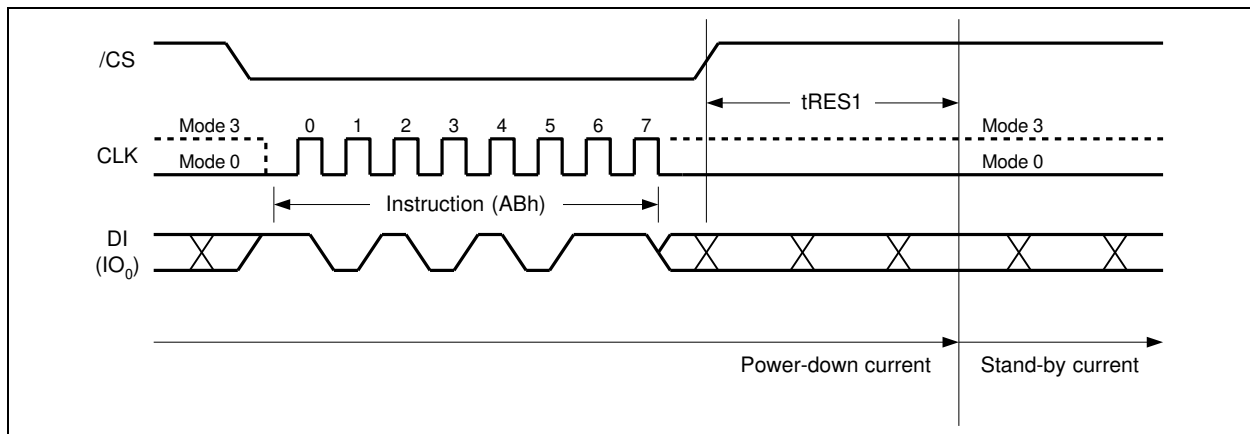 /CS
tRES1
Mode 3 0 1 2 3 4 5 6 7 Mode 3
CLK
Mode 0 Mode 0
Instruction (ABh)
DI
(IO₀)
Power-down current Stand-by current